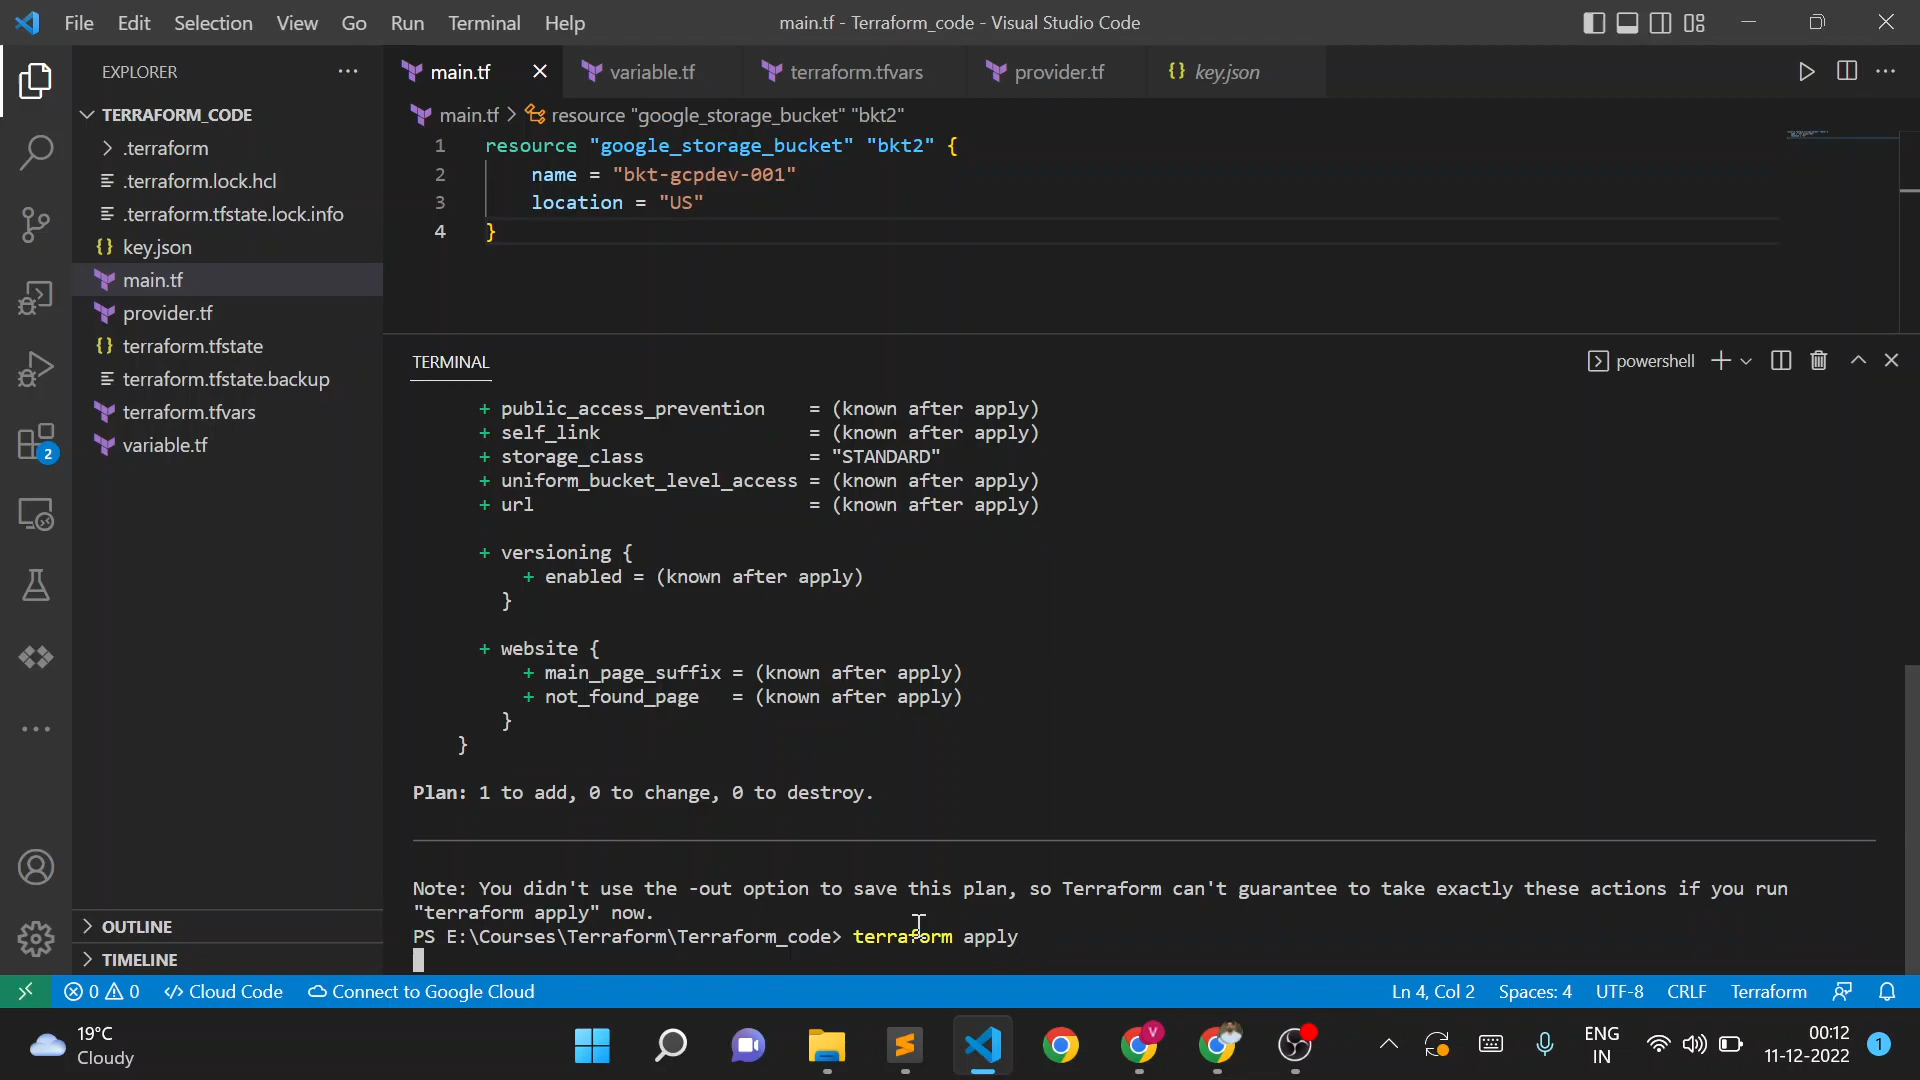 File Edit Selection View Go Run Terminal Help
main.tf - Terraform_code - Visual Studio Code
EXPLORER
TERRAFORM_CODE
.terraform
.terraform.lock.hcl
.terraform.tfstate.lock.info
key.json
main.tf
provider.tf
terraform.tfstate
terraform.tfstate.backup
terraform.tfvars
variable.tf
OUTLINE
TIMELINE
2
main.tf variable.tf terraform.tfvars provider.tf key.json
main.tf > resource "google_storage_bucket" "bkt2"
1 resource "google_storage_bucket" "bkt2" {
2 name = "bkt-gcpdev-001"
3 location = "US"
4 }
TERMINAL
powershell
+ public_access_prevention = (known after apply)
+ self_link = (known after apply)
+ storage_class = "STANDARD"
+ uniform_bucket_level_access = (known after apply)
+ url = (known after apply)
+ versioning {
+ enabled = (known after apply)
}
+ website {
+ main_page_suffix = (known after apply)
+ not_found_page = (known after apply)
}
}
Plan: 1 to add, 0 to change, 0 to destroy.
Note: You didn't use the -out option to save this plan, so Terraform can't guarantee to take exactly these actions if you run
"terraform apply" now.
PS E:\Courses\Terraform\Terraform_code> terraform apply
0 0 Cloud Code Connect to Google Cloud Ln 4, Col 2 Spaces: 4 UTF-8 CRLF Terraform
19°C
Cloudy
V
ENG
IN
00:12
11-12-2022
1